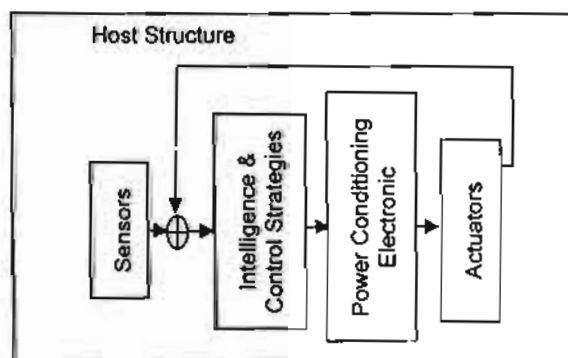 Host Structure
Sensors
Intelligence &
Control Strategies
Power Conditioning
Electronic
Actuators